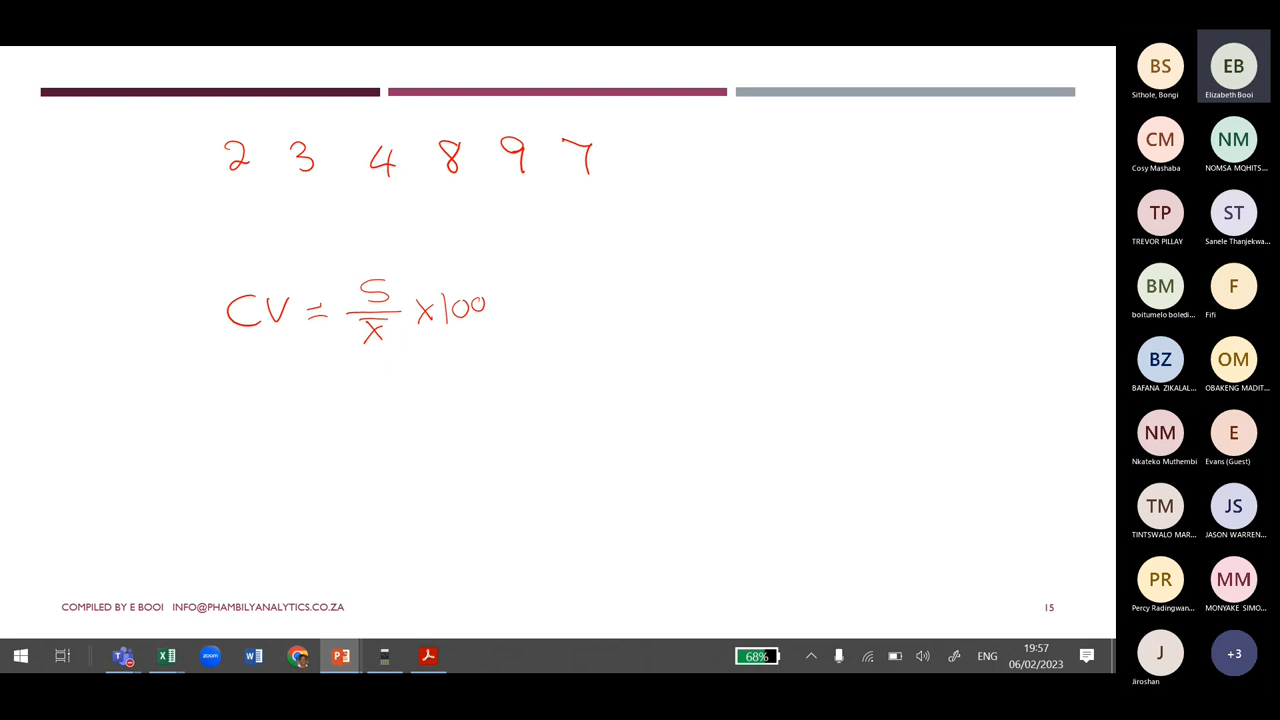 2 3 4 8 9 7
CV = S/X̅ x100
COMPILED BY E BOOI INFO@PHAMBILYANALYTICS.CO.ZA
15
BS EB
Sithole, Bongi Elizabeth Booi
CM NM
Cosy Mashaba NOMSA MQHITS...
TP ST
TREVOR PILLAY Sanele Thanjekwa...
BM F
boitumelo boledi... Fifi
BZ OM
BAFANA ZIKALAL... OBAKENG MADIT...
NM E
Nkateko Muthembi Evans (Guest)
TM JS
TINTSWALO MAR... JASON WARREN...
PR MM
Percy Radingwan... MONYAKE SIMO...
J +3
Jiroshan
68% ENG 19:57
06/02/2023